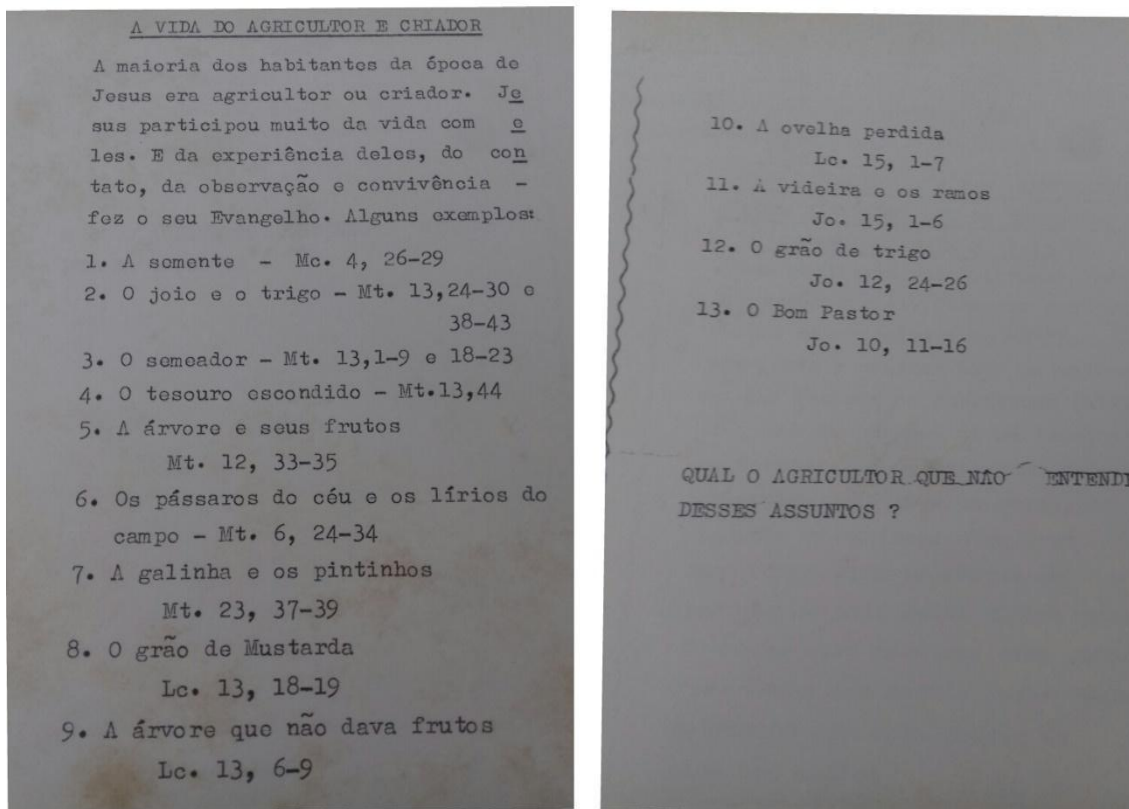 A VIDA DO AGRICULTOR E CRIADOR
A maioria dos habitantes da época de
Jesus era agricultor ou criador. Je
sus participou muito da vida com e
les. E da experiência deles, do con
tato, da observação e convivência -
fez o seu Evangelho. Alguns exemplos:
1. A semente - Mc. 4, 26-29
2. O joio e o trigo - Mt. 13,24-30 e
38-43
3. O semeador - Mt. 13,1-9 e 18-23
4. O tesouro escondido - Mt.13,44
5. A árvore e seus frutos
Mt. 12, 33-35
6. Os pássaros do céu e os lírios do
campo - Mt. 6, 24-34
7. A galinha e os pintinhos
Mt. 23, 37-39
8. O grão de Mustarda
Lc. 13, 18-19
9. A árvore que não dava frutos
Lc. 13, 6-9
10. A ovelha perdida
Lc. 15, 1-7
11. A videira e os ramos
Jo. 15, 1-6
12. O grão de trigo
Jo. 12, 24-26
13. O Bom Pastor
Jo. 10, 11-16
QUAL O AGRICULTOR QUE NÃO ENTENDE
DESSES ASSUNTOS ?